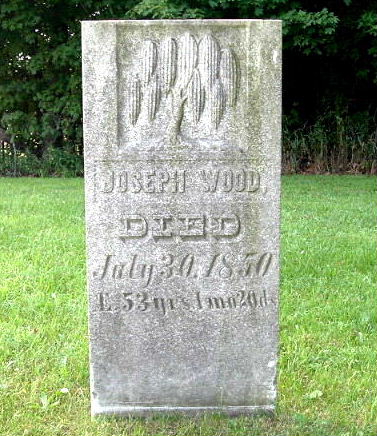 JOSEPH WOOD,
DIED
July 30, 1850
Æ. 53 yrs. 1 mo 20 ds